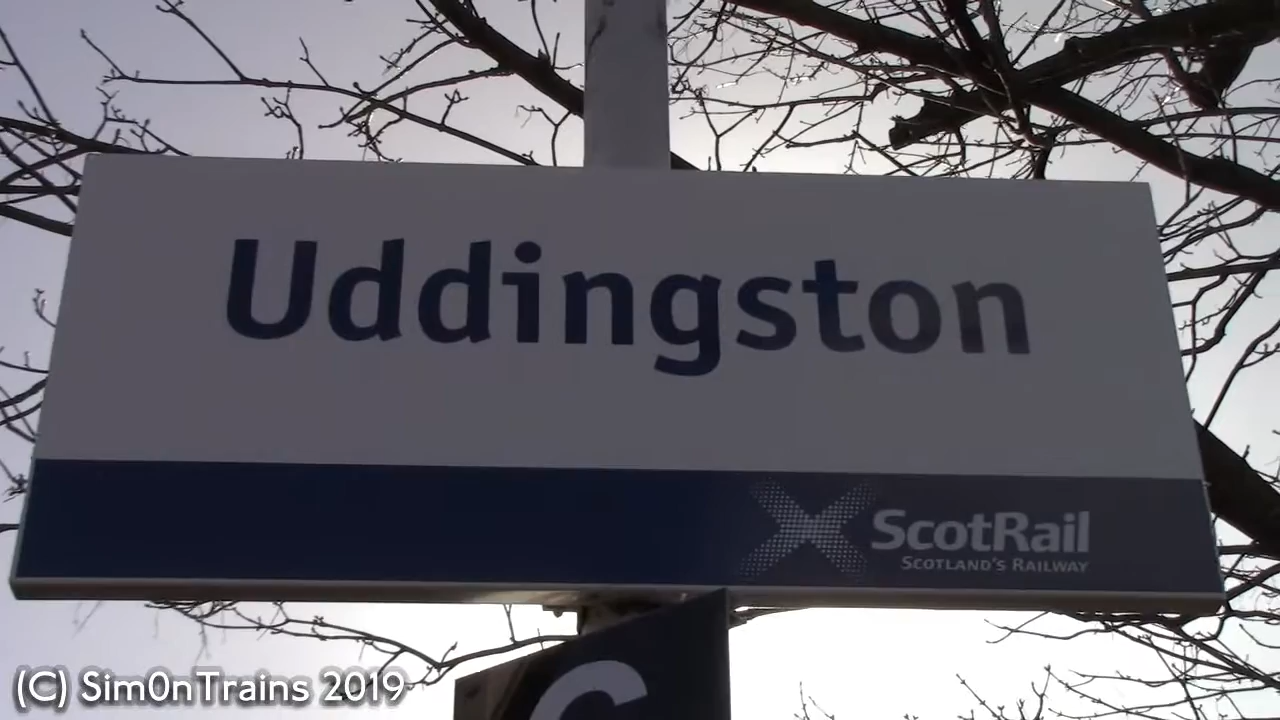 Uddingston
ScotRail
SCOTLAND'S RAILWAY
C
(C) Sim0nTrains 2019